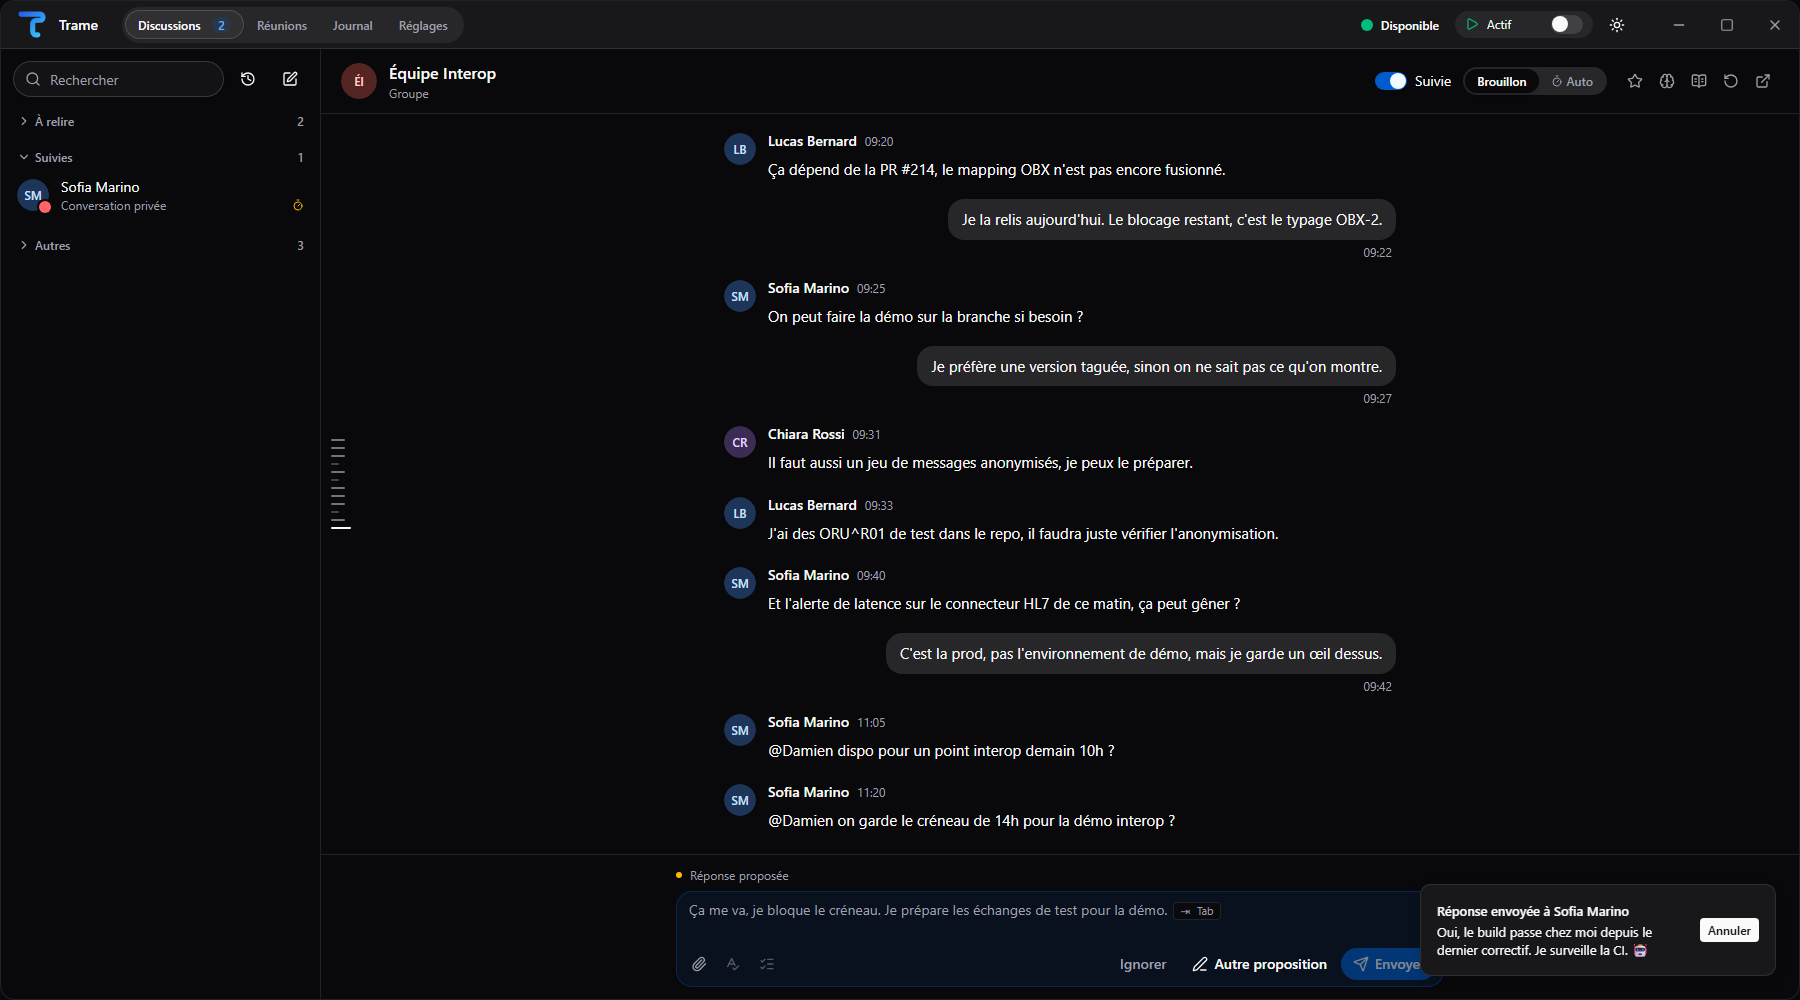 Trame
Discussions 2
Réunions
Journal
Réglages
Disponible
Actif
Rechercher
À relire 2
Suivies 1
SM
Sofia Marino
Conversation privée
Autres 3
ÉI
Équipe Interop
Groupe
Suivie
Brouillon
Auto
LB
Lucas Bernard 09:20
Ça dépend de la PR #214, le mapping OBX n'est pas encore fusionné.
Je la relis aujourd'hui. Le blocage restant, c'est le typage OBX-2.
09:22
SM
Sofia Marino 09:25
On peut faire la démo sur la branche si besoin ?
Je préfère une version taguée, sinon on ne sait pas ce qu'on montre.
09:27
CR
Chiara Rossi 09:31
Il faut aussi un jeu de messages anonymisés, je peux le préparer.
LB
Lucas Bernard 09:33
J'ai des ORU^R01 de test dans le repo, il faudra juste vérifier l'anonymisation.
SM
Sofia Marino 09:40
Et l'alerte de latence sur le connecteur HL7 de ce matin, ça peut gêner ?
C'est la prod, pas l'environnement de démo, mais je garde un œil dessus.
09:42
SM
Sofia Marino 11:05
@Damien dispo pour un point interop demain 10h ?
SM
Sofia Marino 11:20
@Damien on garde le créneau de 14h pour la démo interop ?
Réponse proposée
Ça me va, je bloque le créneau. Je prépare les échanges de test pour la démo. Tab
Ignorer
Autre proposition
Envoye
Réponse envoyée à Sofia Marino
Oui, le build passe chez moi depuis le
dernier correctif. Je surveille la CI.
Annuler